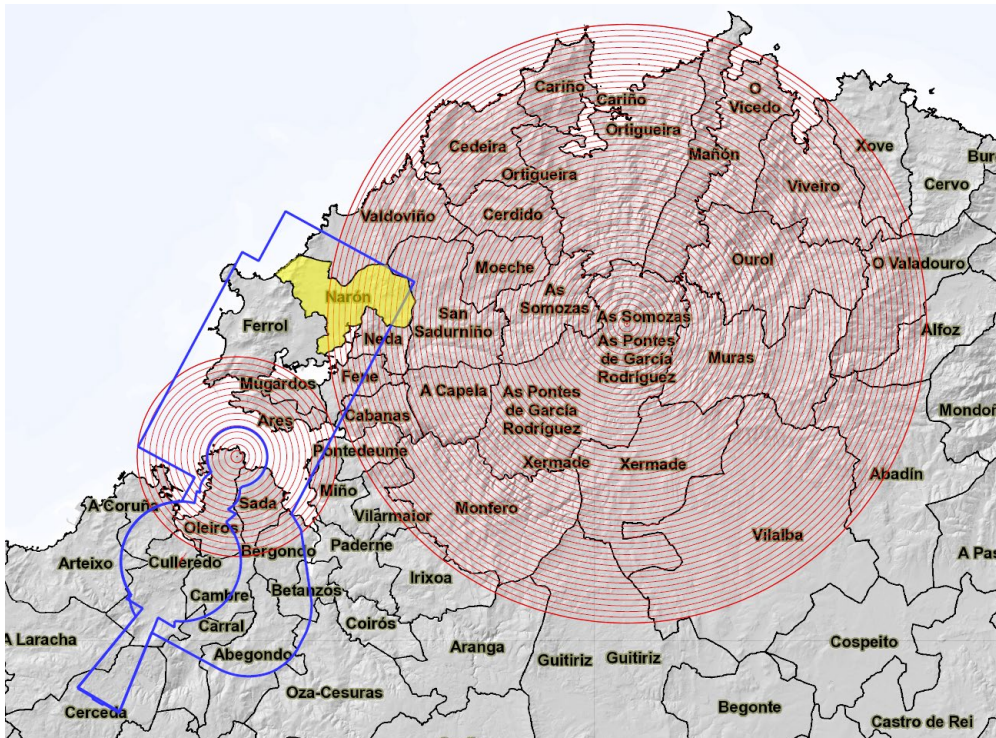 Cariño
Cariño
O
Vicedo
Ortigueira
Cedeira
Xove
Mañón
Ortigueira
Viveiro
Cervo
Valdoviño
Cerdido
Moeche
Ourol
O Valadouro
Narón
As
Somozas
San
Sadurniño
As Somozas
Ferrol
Neda
Alfoz
As Pontes
de García
Rodríguez
Muras
Mugardos
Fene
A Capela
As Pontes
de García
Rodríguez
Ares
Cabanas
Pontedeume
Xermade
Xermade
Abadín
Miño
A Coruña
Sada
Monfero
Vilarmaior
Oleiros
Vilalba
Arteixo
Culleredo
Bergondo
Paderne
Irixoa
Cambre
Betanzos
Carral
Coirós
A Laracha
Abegondo
Aranga
Guitiriz
Guitiriz
Cospeito
Oza-Cesuras
Cerceda
Begonte
Castro de Rei